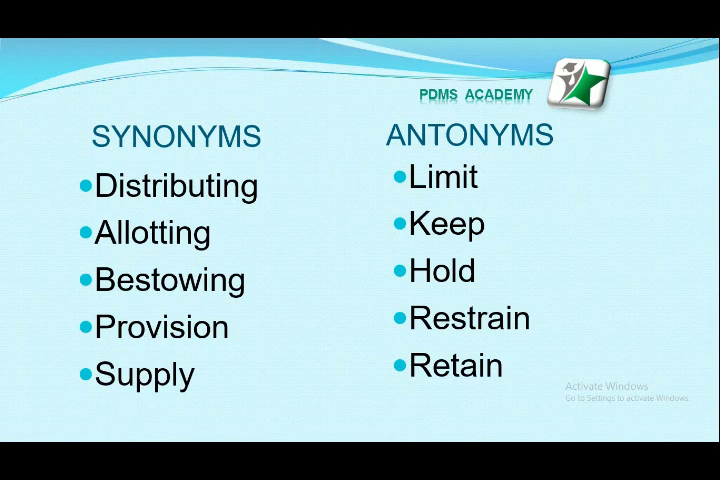 PDMS ACADEMY
SYNONYMS
Distributing
Allotting
Bestowing
Provision
Supply
ANTONYMS
Limit
Keep
Hold
Restrain
Retain
Activate Windows
Go to Settings to activate Windows.